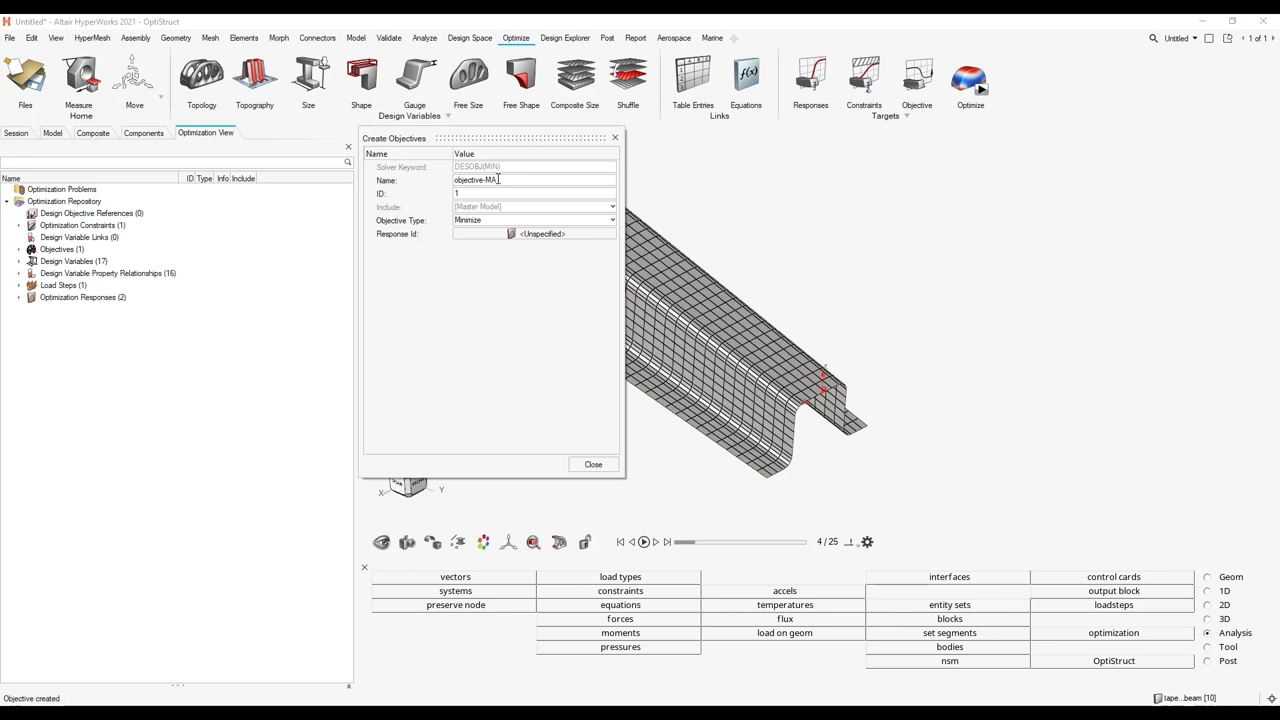 Untitled* - Altair HyperWorks 2021 - OptiStruct
File Edit View HyperMesh Assembly Geometry Mesh Elements Morph Connectors Model Validate Analyze Design Space Optimize Design Explorer Post Report Aerospace Marine Untitled 1 of 1
Files Measure Move Topology Topography Size Shape Gauge Free Size Free Shape Composite Size Shuffle Table Entries Equations Responses Constraints Objective Optimize
Home Design Variables Links Targets
Session Model Composite Components Optimization View
Name ID Type Info Include
Optimization Problems
Optimization Repository
Design Objective References (0)
Optimization Constraints (1)
Design Variable Links (0)
Objectives (1)
Design Variables (17)
Design Variable Property Relationships (16)
Load Steps (1)
Optimization Responses (2)
Create Objectives
Name Value
Solver Keyword: DESOBJ(MIN)
Name: objective-MA
ID: 1
Include: [Master Model]
Objective Type: Minimize
Response Id: <Unspecified>
Close
X Y
4 / 25
vectors load types interfaces control cards Geom
systems constraints accels output block 1D
preserve node equations temperatures entity sets loadsteps 2D
forces flux blocks 3D
moments load on geom set segments optimization Analysis
pressures bodies Tool
nsm OptiStruct Post
Objective created tape...beam [10]